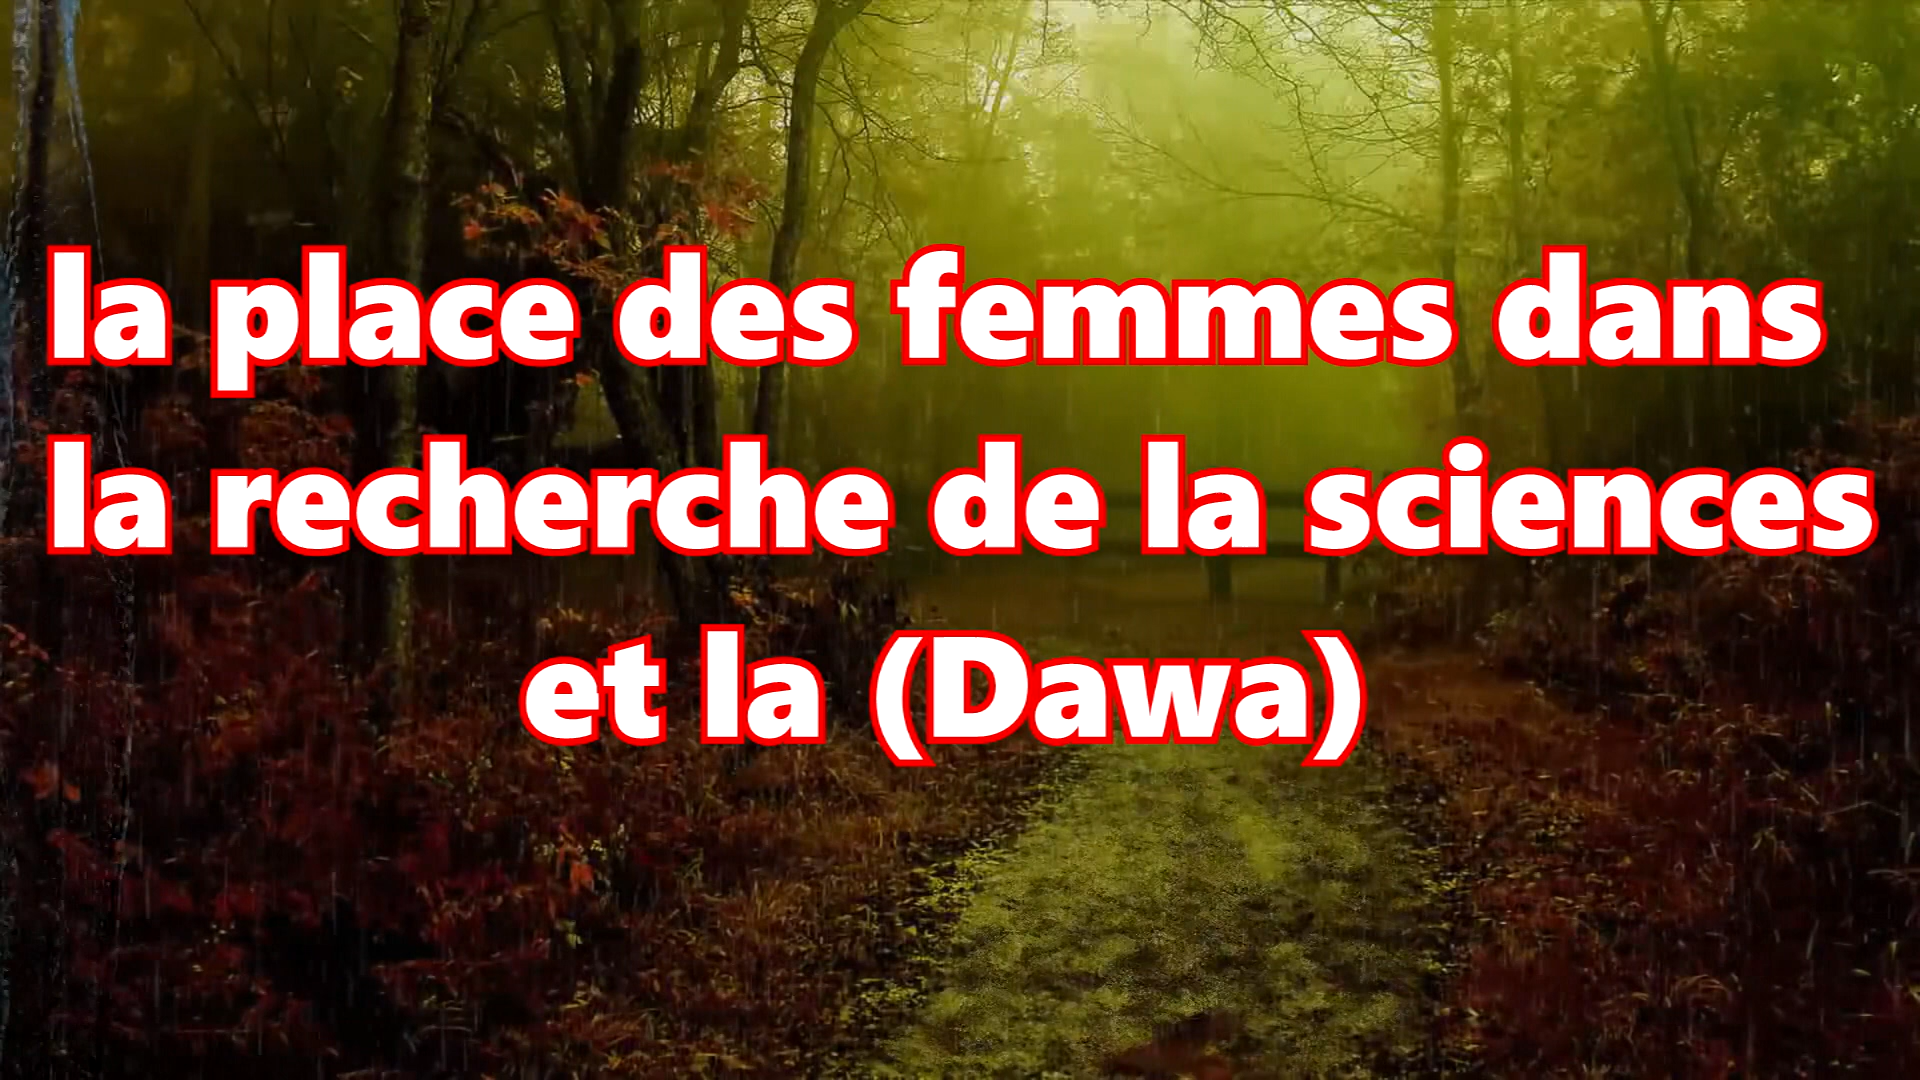 la place des femmes dans
la recherche de la sciences
et la (Dawa)